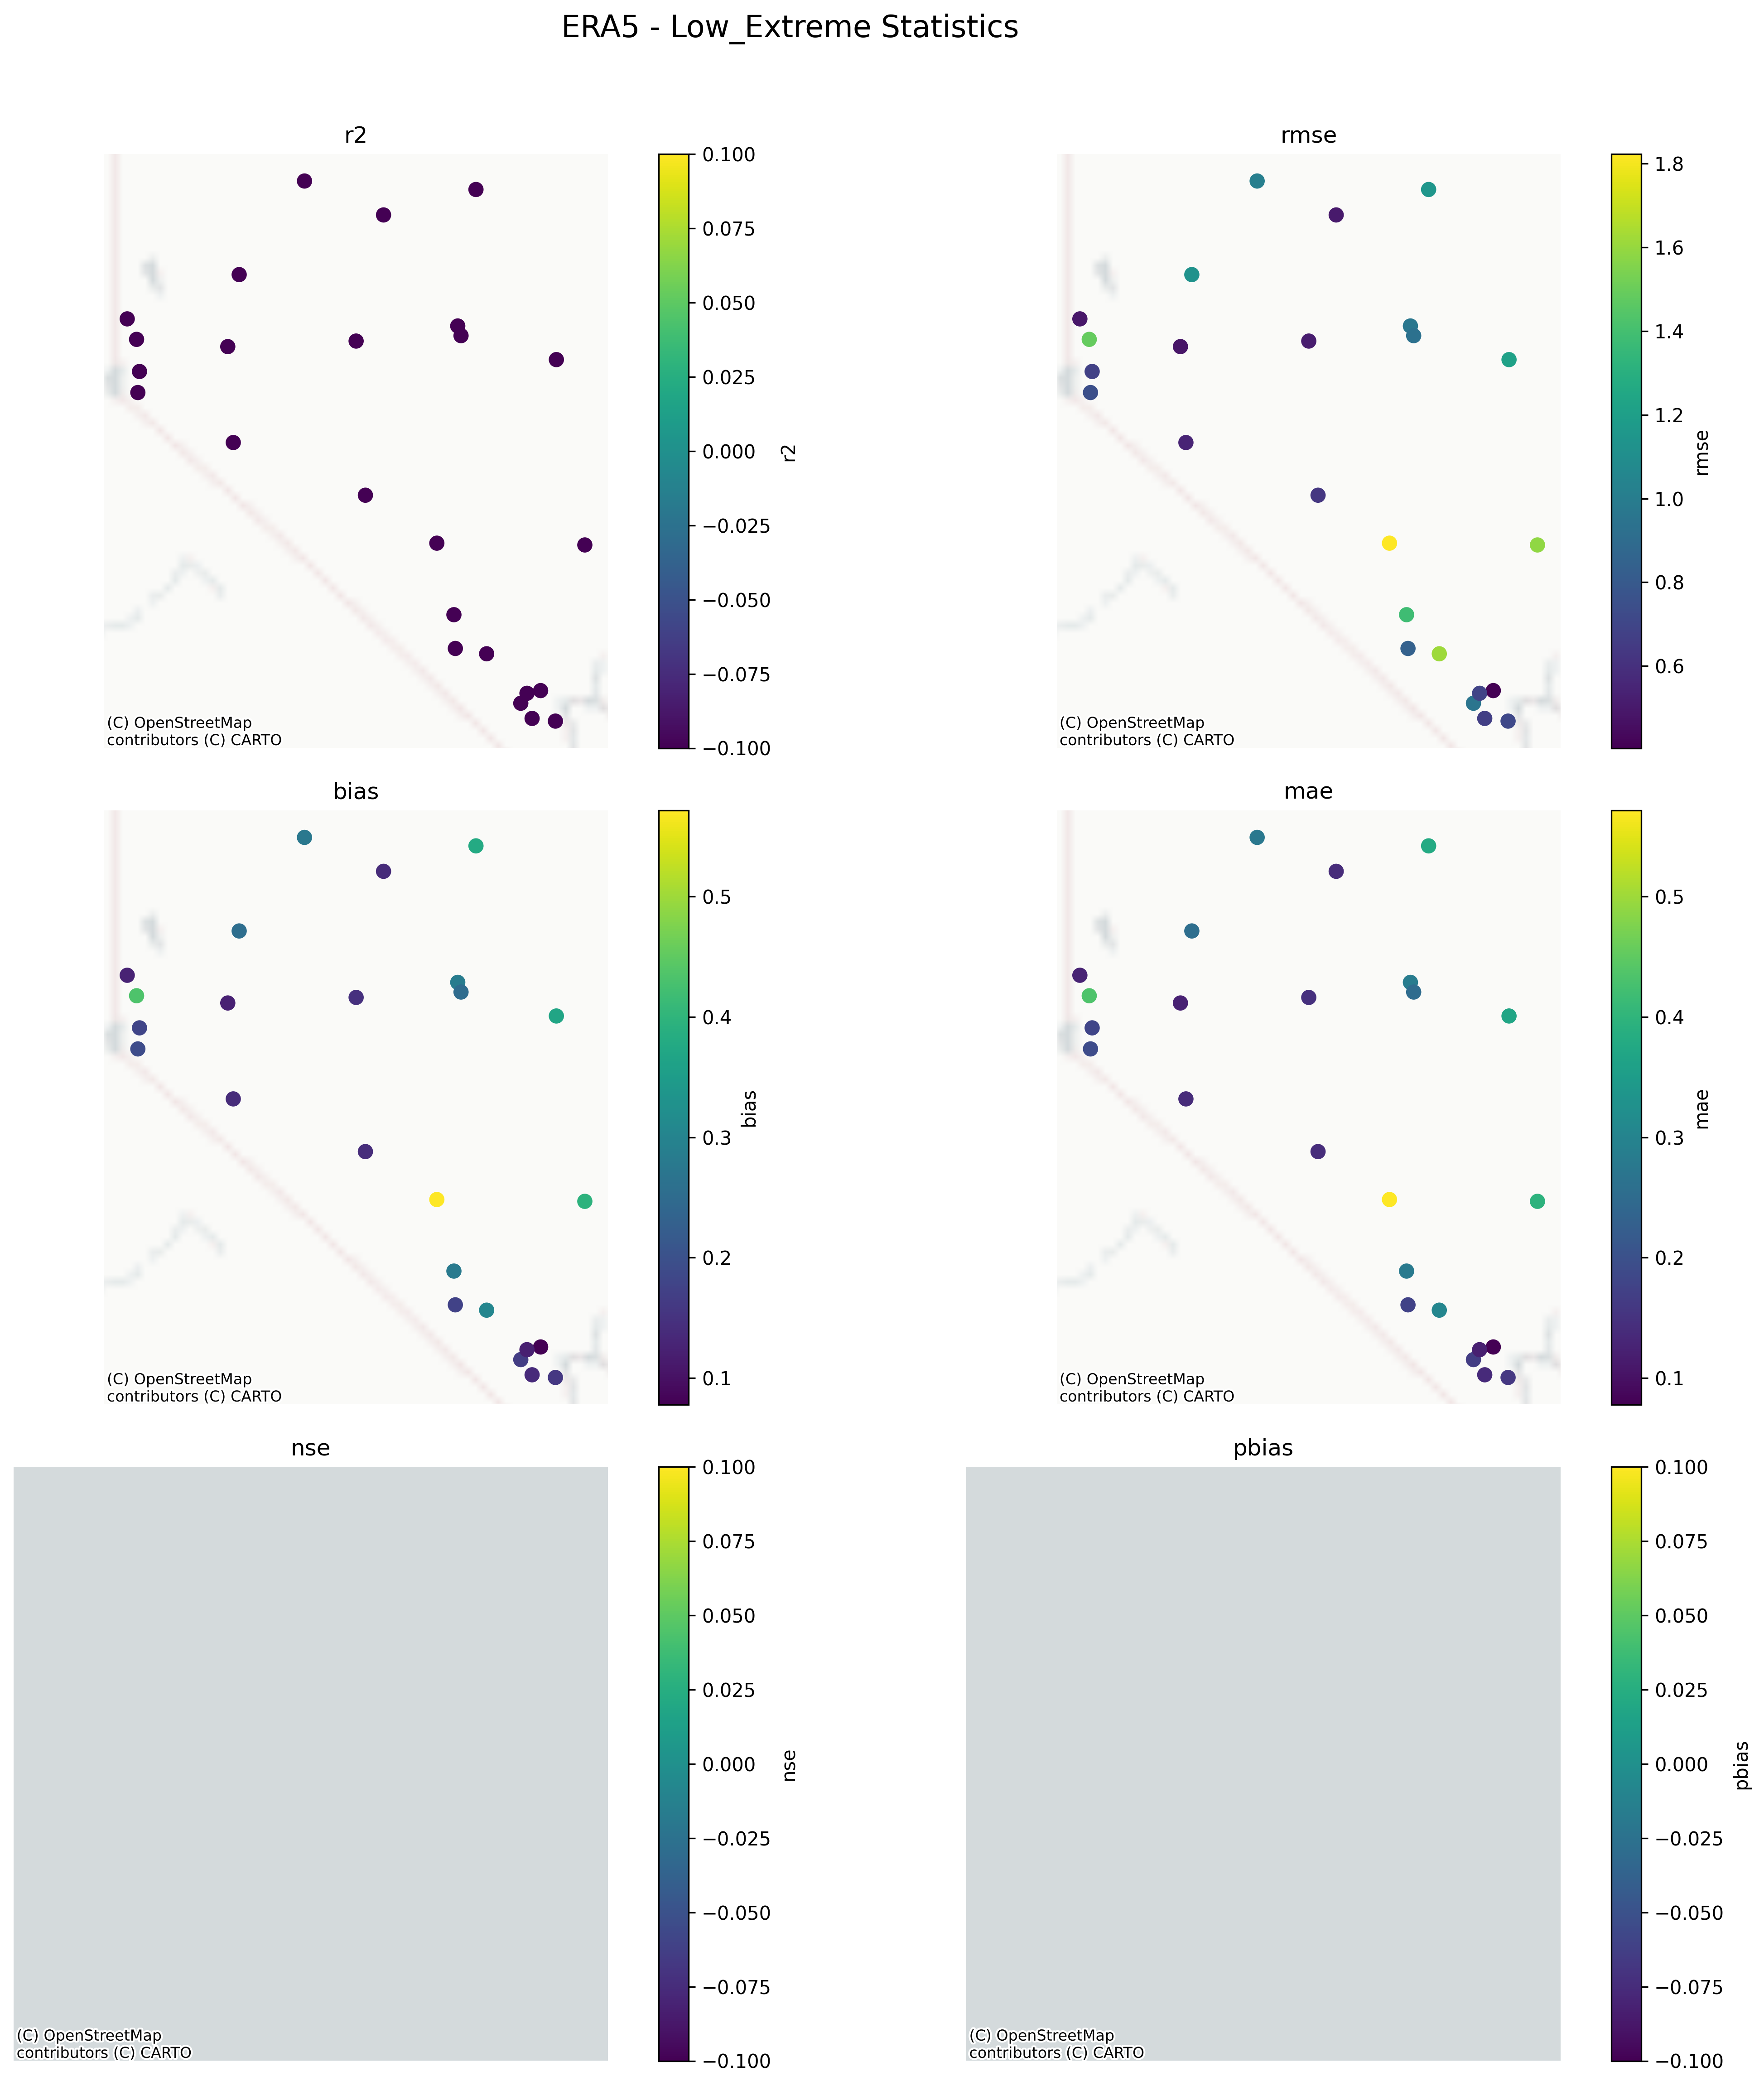 ERA5 - Low_Extreme Statistics
r2
0.100
0.075
0.050
0.025
0.000
−0.025
−0.050
−0.075
−0.100
r2
(C) OpenStreetMap
contributors (C) CARTO
rmse
1.8
1.6
1.4
1.2
1.0
0.8
0.6
rmse
(C) OpenStreetMap
contributors (C) CARTO
bias
0.5
0.4
0.3
0.2
0.1
bias
(C) OpenStreetMap
contributors (C) CARTO
mae
0.5
0.4
0.3
0.2
0.1
mae
(C) OpenStreetMap
contributors (C) CARTO
nse
0.100
0.075
0.050
0.025
0.000
−0.025
−0.050
−0.075
−0.100
nse
(C) OpenStreetMap
contributors (C) CARTO
pbias
0.100
0.075
0.050
0.025
0.000
−0.025
−0.050
−0.075
−0.100
pbias
(C) OpenStreetMap
contributors (C) CARTO